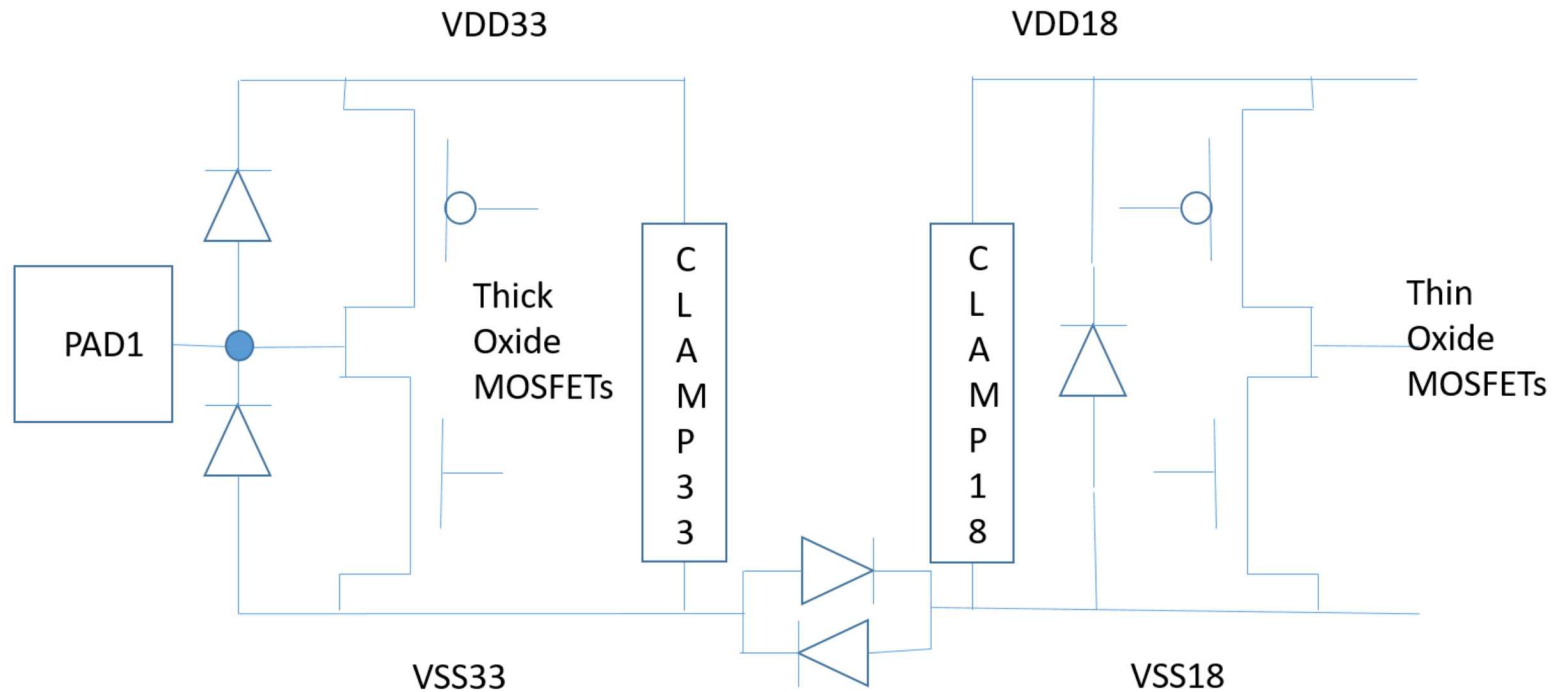 VDD33
VDD18
PAD1
Thick
Oxide
MOSFETs
C
L
A
M
P
3
3
C
L
A
M
P
1
8
Thin
Oxide
MOSFETs
VSS33
VSS18